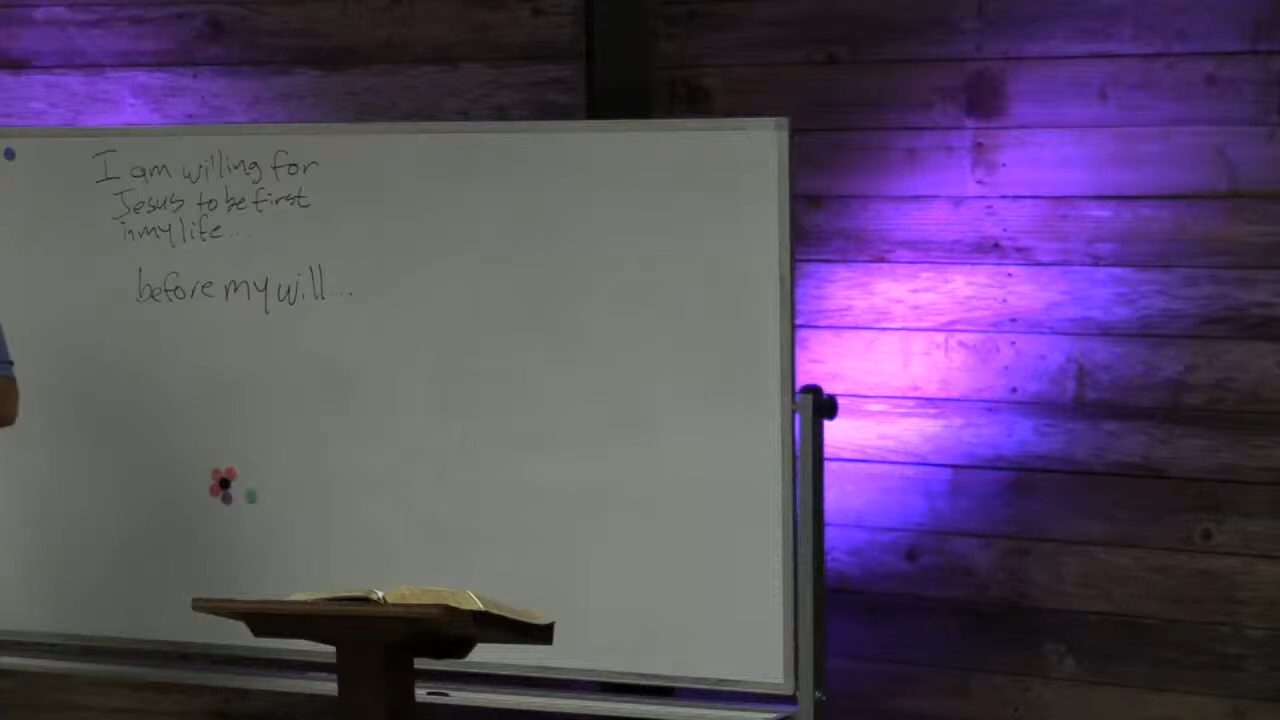 I am willing for
Jesus to be first
in my life...
before my will...